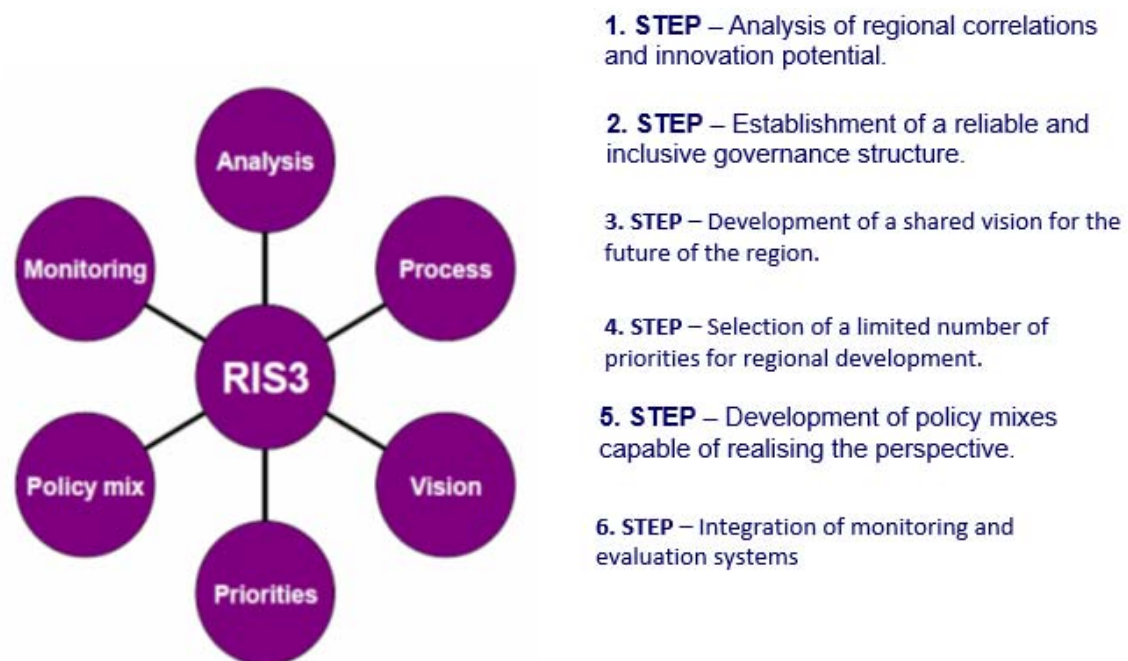 Analysis
Process
Vision
Priorities
Policy mix
Monitoring
RIS3
1. STEP – Analysis of regional correlations
and innovation potential.
2. STEP – Establishment of a reliable and
inclusive governance structure.
3. STEP – Development of a shared vision for the
future of the region.
4. STEP – Selection of a limited number of
priorities for regional development.
5. STEP – Development of policy mixes
capable of realising the perspective.
6. STEP – Integration of monitoring and
evaluation systems